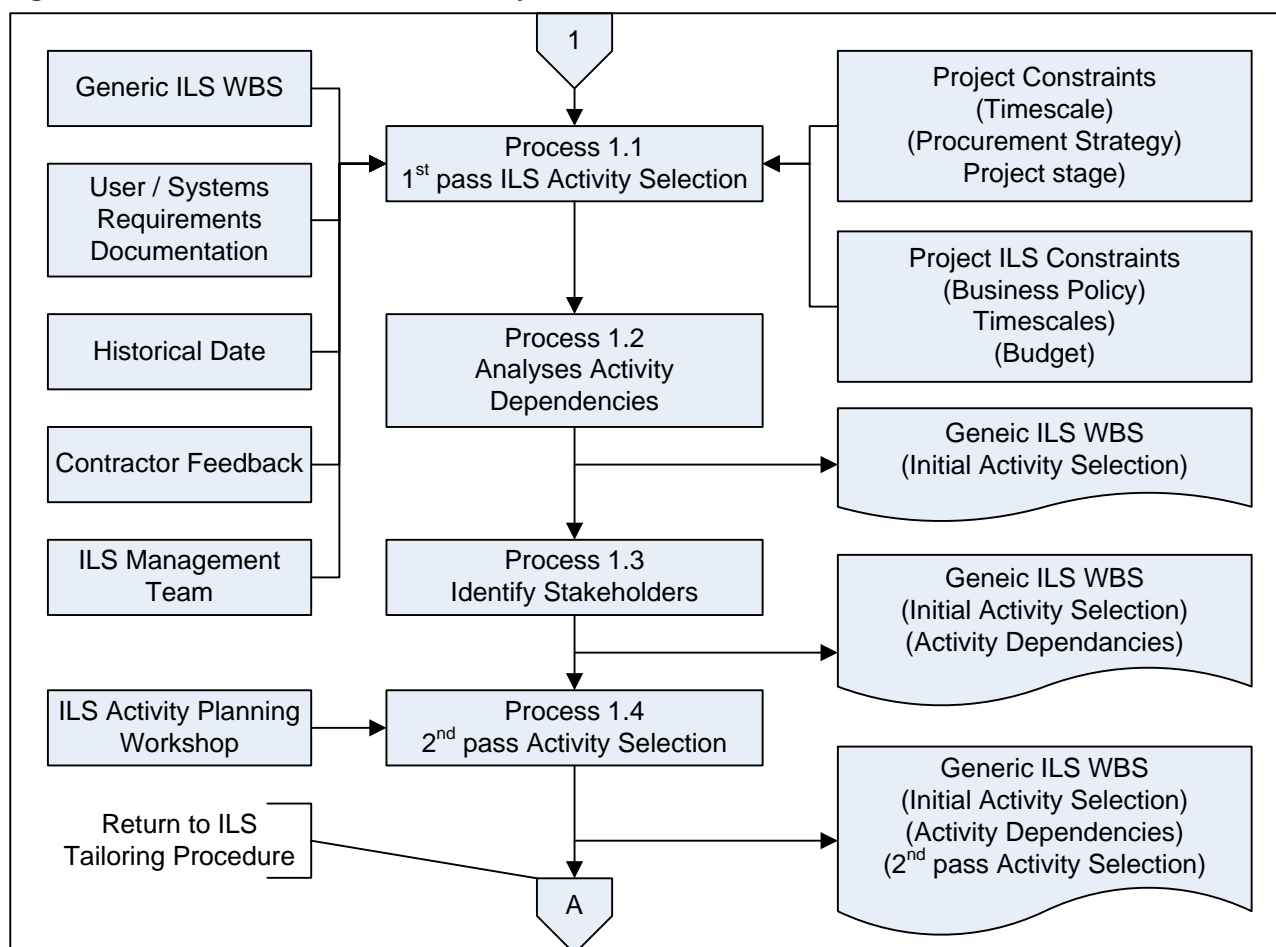 1
Generic ILS WBS
User / Systems
Requirements
Documentation
Historical Date
Contractor Feedback
ILS Management
Team
ILS Activity Planning
Workshop
Return to ILS
Tailoring Procedure
Process 1.1
1st pass ILS Activity Selection
Process 1.2
Analyses Activity
Dependencies
Process 1.3
Identify Stakeholders
Process 1.4
2nd pass Activity Selection
A
Project Constraints
(Timescale)
(Procurement Strategy)
Project stage)
Project ILS Constraints
(Business Policy)
Timescales)
(Budget)
Geneic ILS WBS
(Initial Activity Selection)
Geneic ILS WBS
(Initial Activity Selection)
(Activity Dependancies)
Generic ILS WBS
(Initial Activity Selection)
(Activity Dependencies)
(2nd pass Activity Selection)